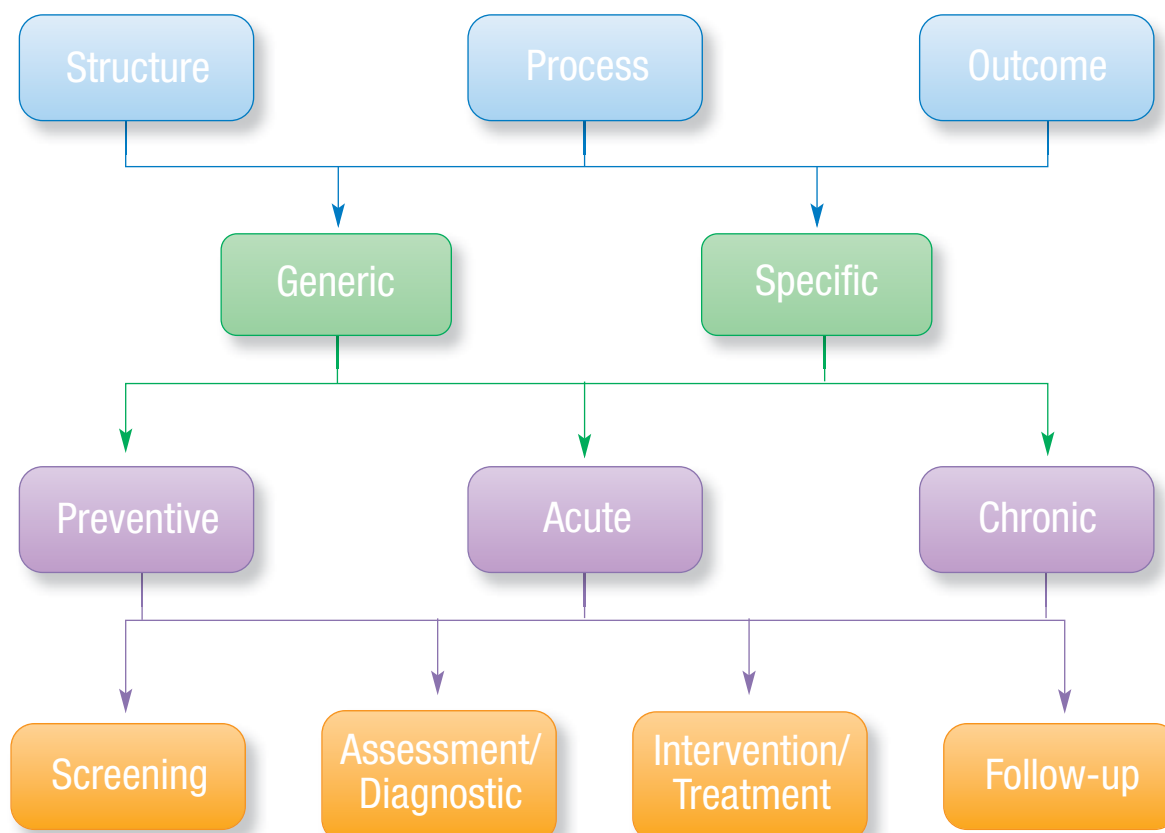 Structure
Process
Outcome
Generic
Specific
Preventive
Acute
Chronic
Screening
Assessment/
Diagnostic
Intervention/
Treatment
Follow-up